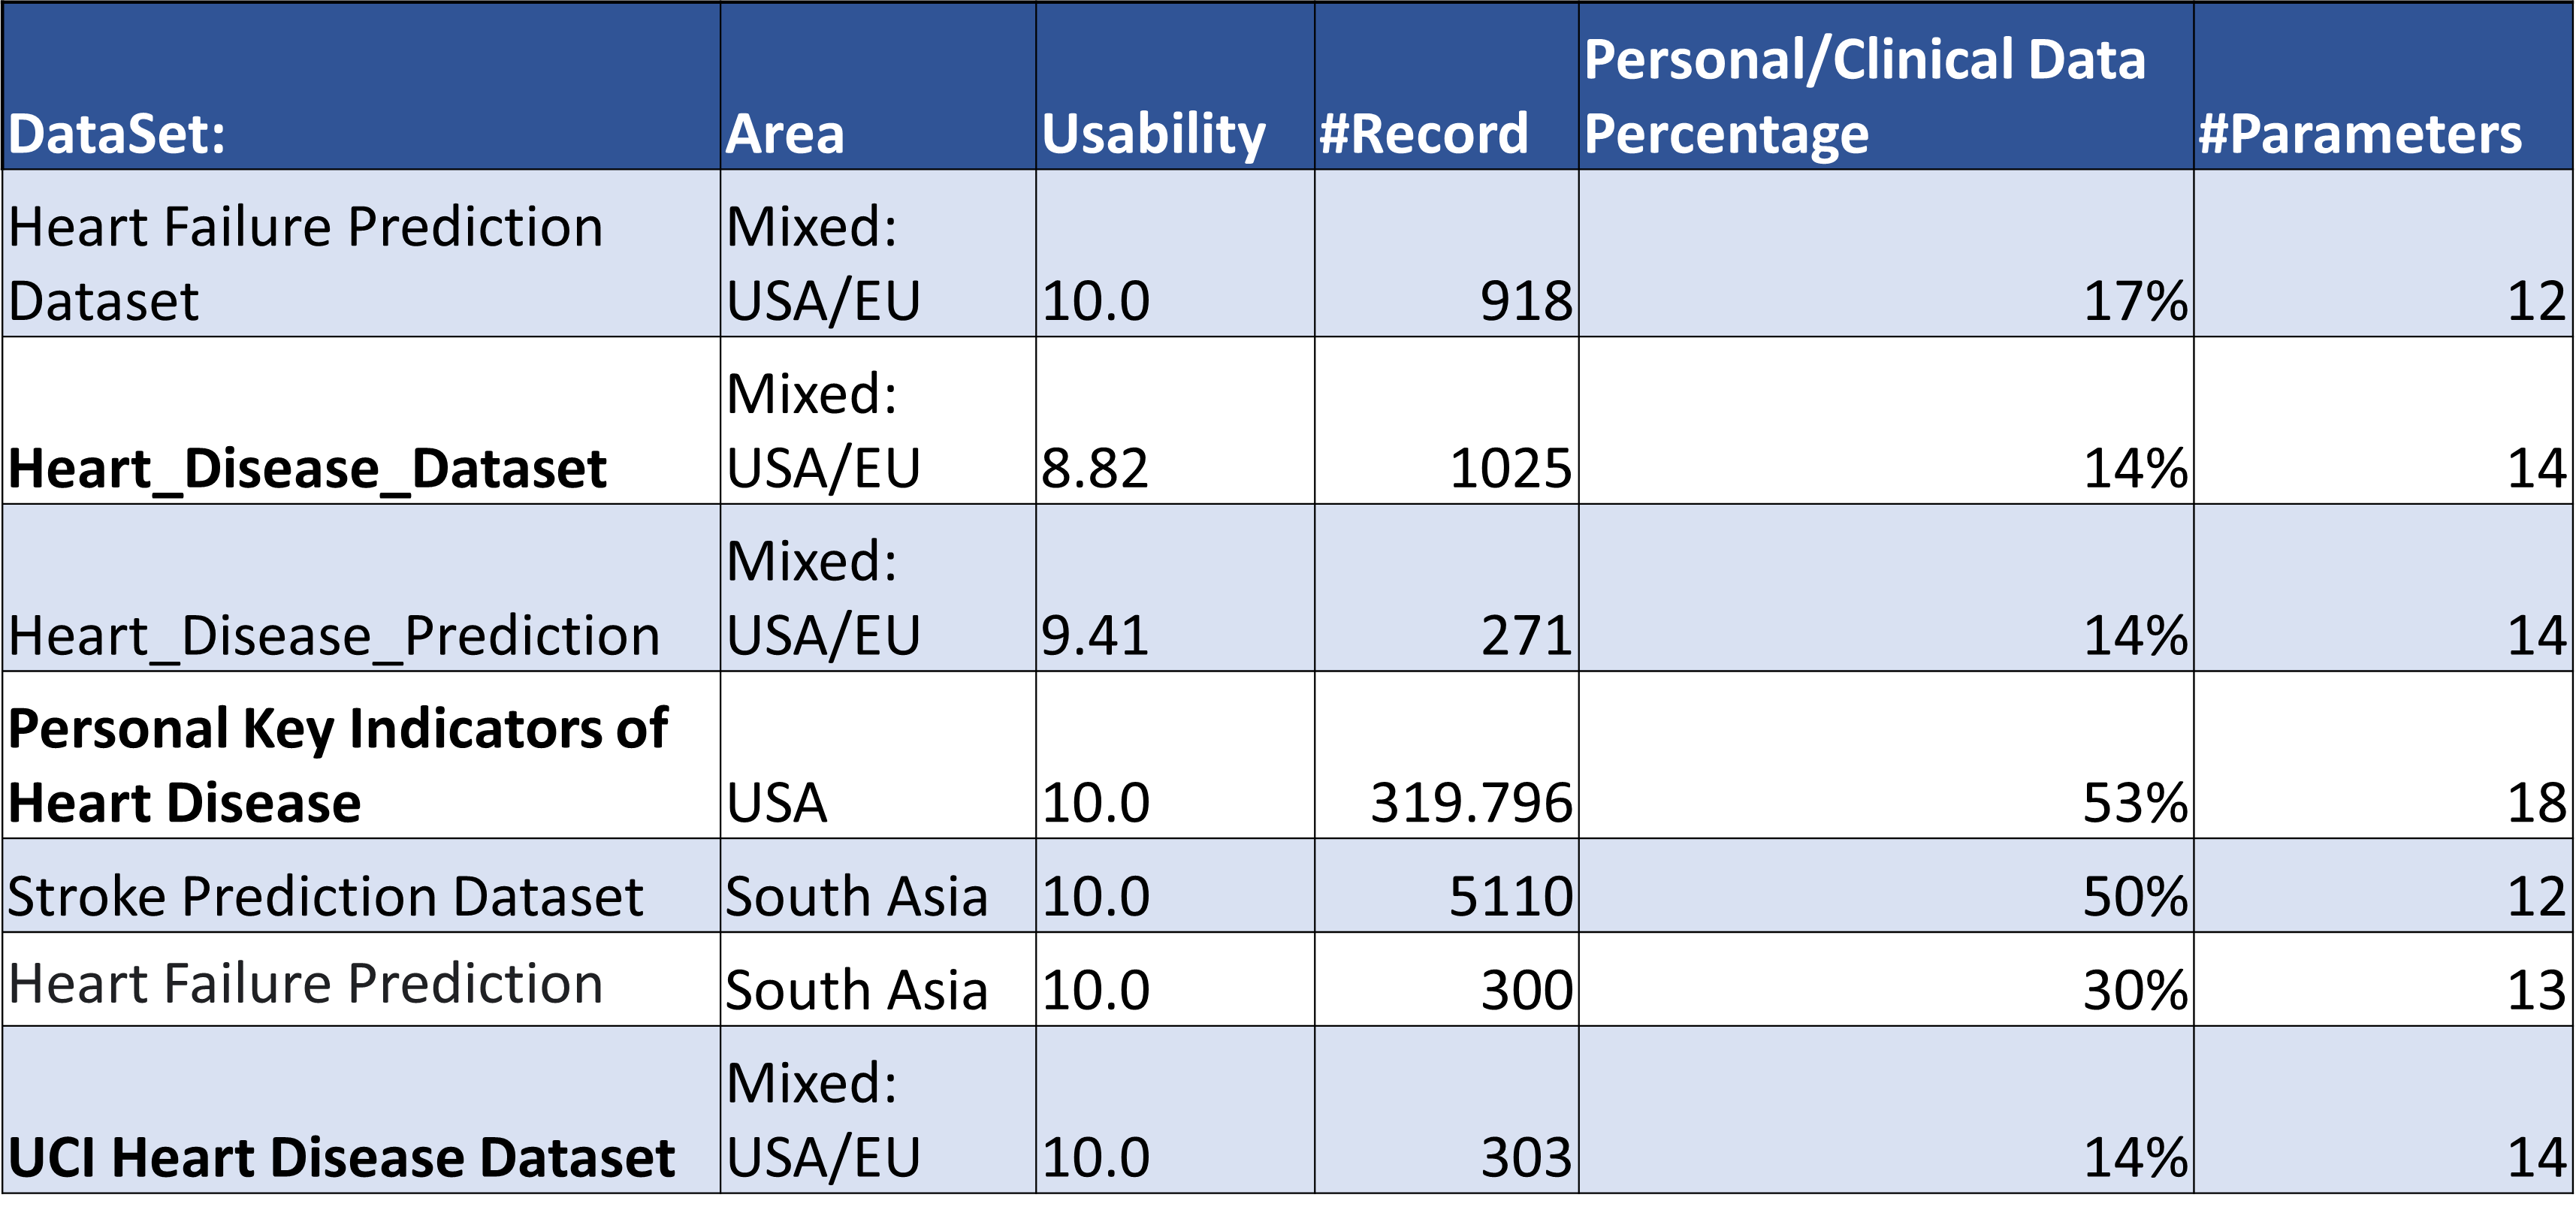 Personal/Clinical Data
DataSet: Area Usability #Record Percentage #Parameters
Heart Failure Prediction Mixed:
Dataset USA/EU 10.0 918 17% 12
Mixed:
Heart_Disease_Dataset USA/EU 8.82 1025 14% 14
Mixed:
Heart_Disease_Prediction USA/EU 9.41 271 14% 14
Personal Key Indicators of
Heart Disease USA 10.0 319.796 53% 18
Stroke Prediction Dataset South Asia 10.0 5110 50% 12
Heart Failure Prediction South Asia 10.0 300 30% 13
Mixed:
UCI Heart Disease Dataset USA/EU 10.0 303 14% 14